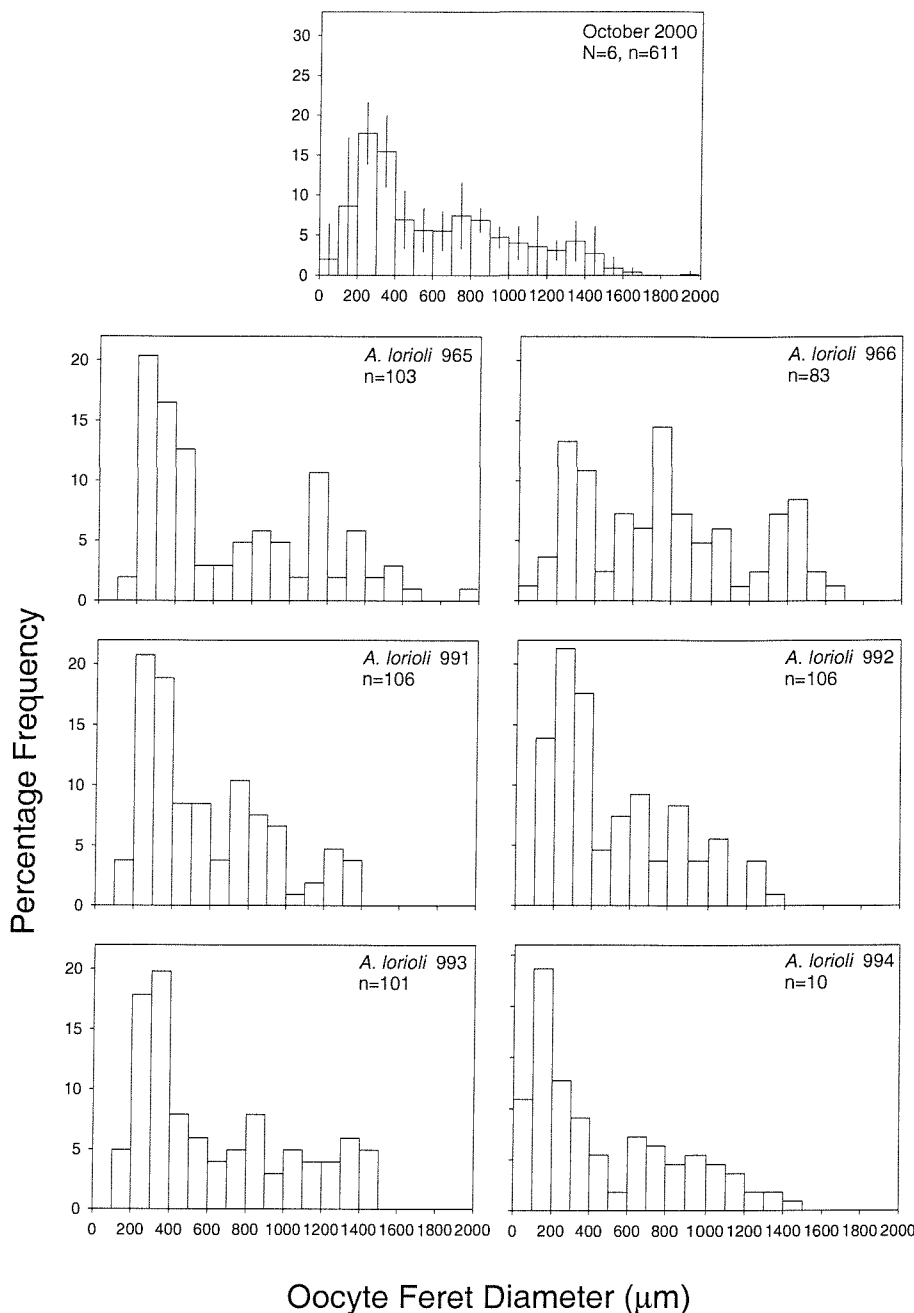 October 2000
N=6, n=611
30
25
20
15
10
5
0
0 200 400 600 800 1000 1200 1400 1600 1800 2000
A. lorioli 965
n=103
A. lorioli 966
n=83
20
15
10
5
0
A. lorioli 991
n=106
A. lorioli 992
n=106
20
15
10
5
0
A. lorioli 993
n=101
A. lorioli 994
n=10
20
15
10
5
0
0 200 400 600 800 1000 1200 1400 1600 1800 2000
0 200 400 600 800 1000 1200 1400 1600 1800 2000
Percentage Frequency
Oocyte Feret Diameter (μm)